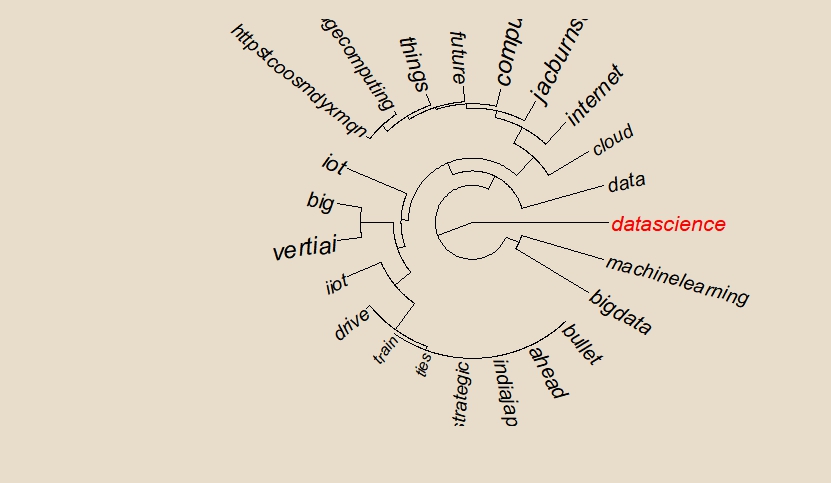 httpstcoosmdyxmqn
gecomputing
things
future
compu
jacburns
internet
cloud
data
datascience
machinelearning
bigdata
bullet
ahead
indiajap
strategic
ties
train
drive
iiot
vertiai
big
iot